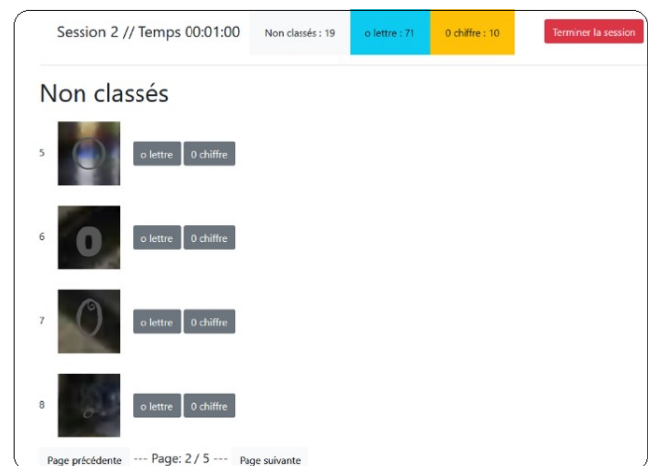 Session 2 // Temps 00:01:00 Non classés : 19 o lettre : 71 0 chiffre : 10 Terminer la session
Non classés
5 o lettre 0 chiffre
6 o lettre 0 chiffre
7 o lettre 0 chiffre
8 o lettre 0 chiffre
Page précédente --- Page: 2 / 5 --- Page suivante